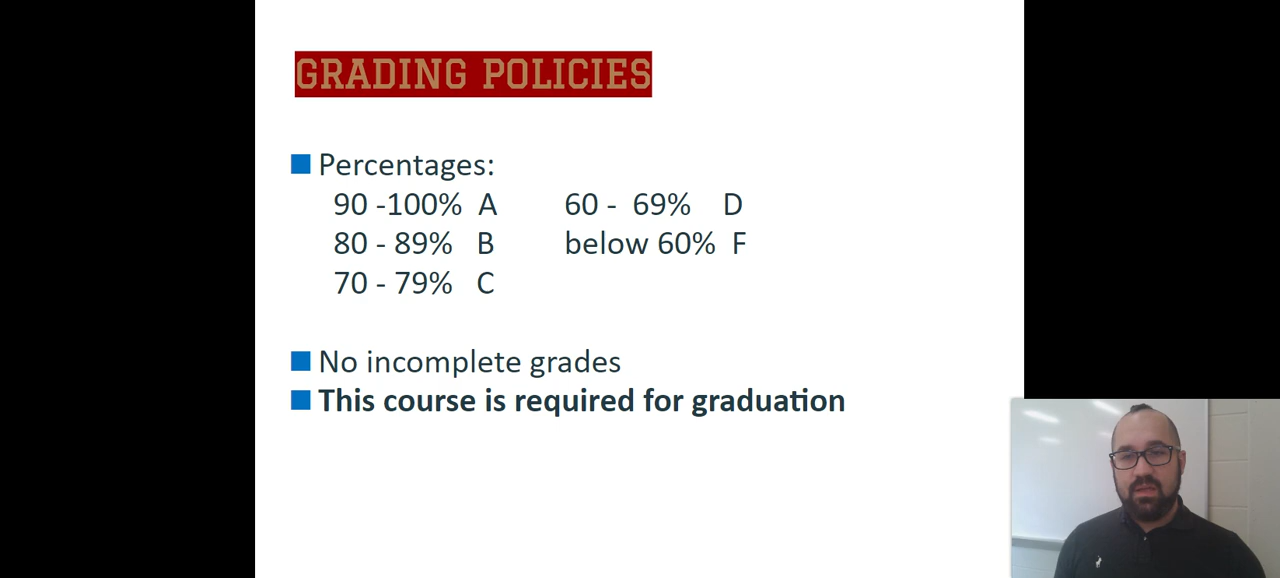 GRADING POLICIES
Percentages:
90 -100% A 60 - 69% D
80 - 89% B below 60% F
70 - 79% C
No incomplete grades
This course is required for graduation